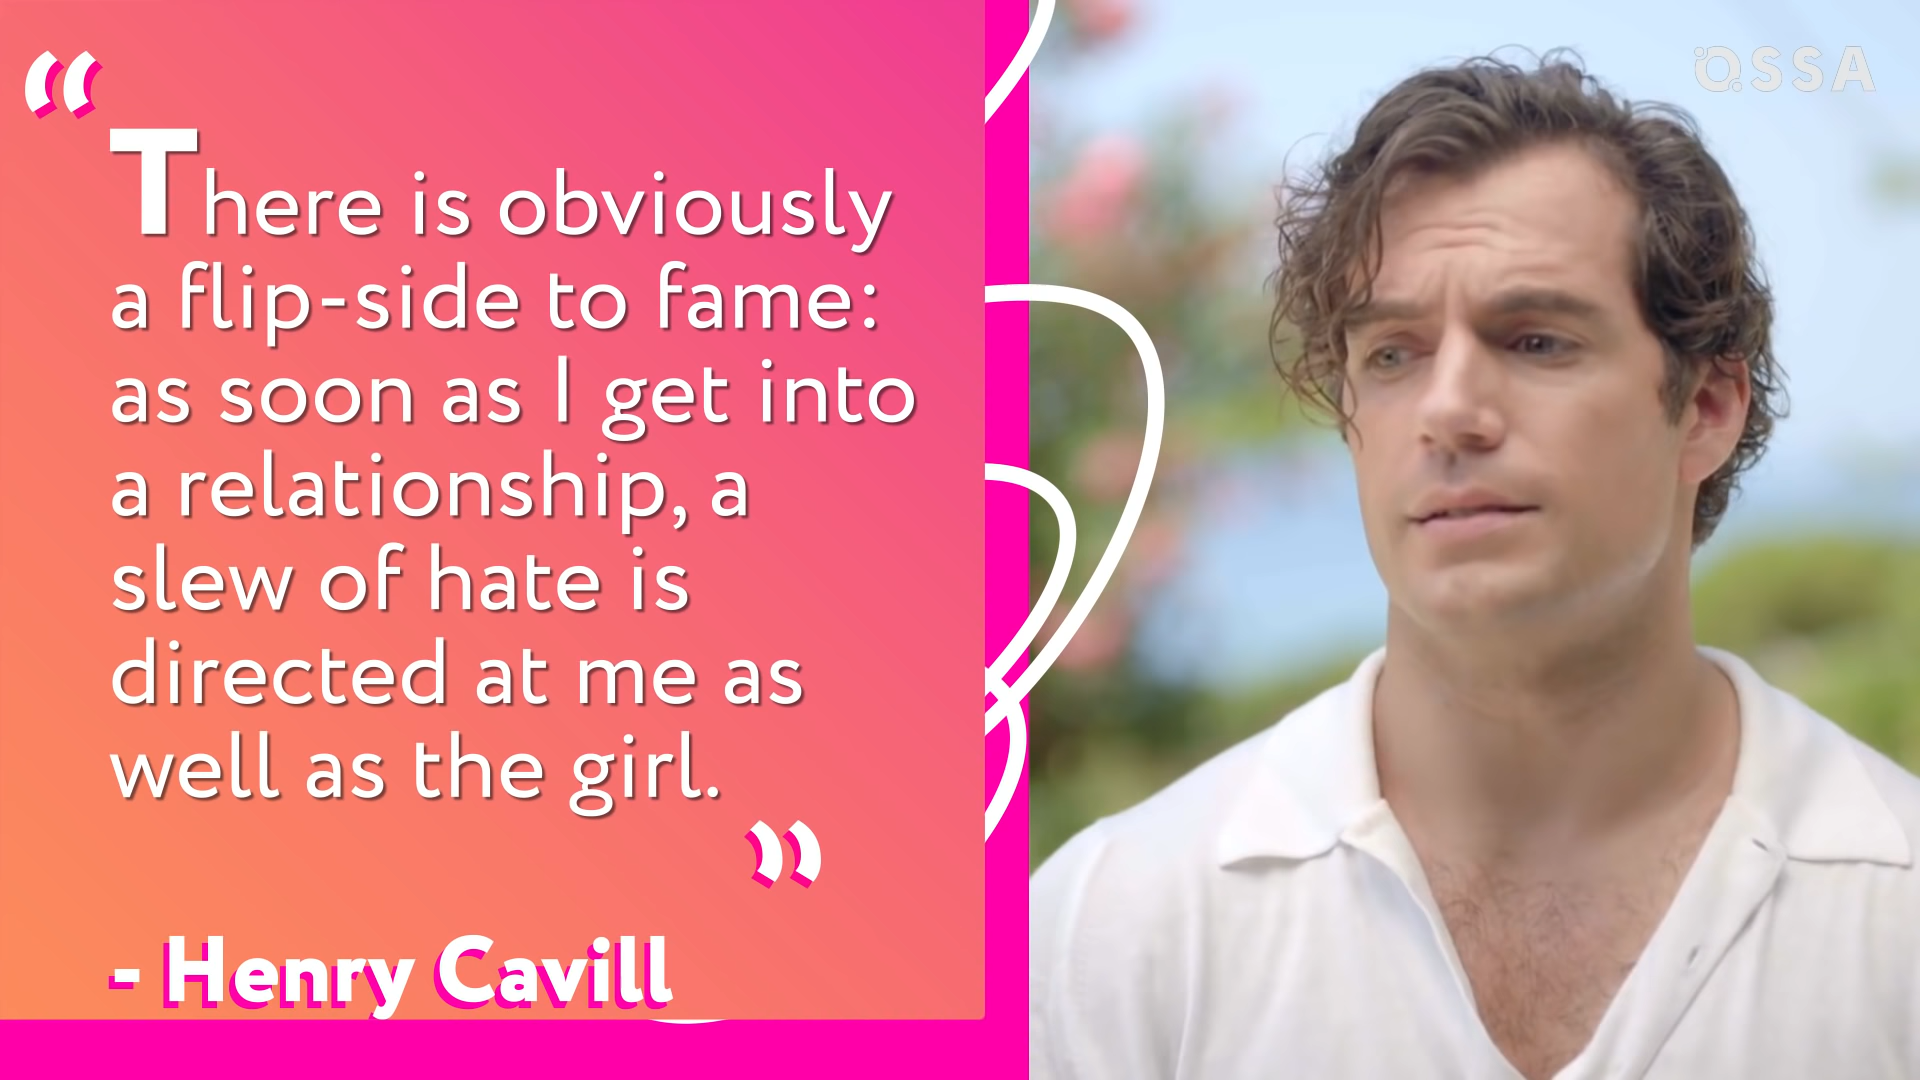 QSSA
“
There is obviously
a flip-side to fame:
as soon as I get into
a relationship, a
slew of hate is
directed at me as
well as the girl.
”
- Henry Cavill